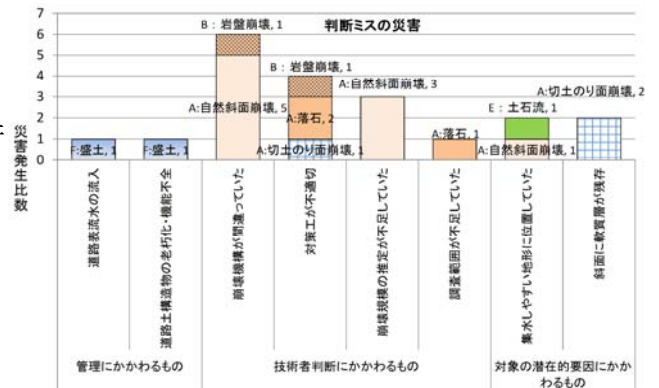 判断ミスの災害
災害発生比数
7
6
5
4
3
2
1
0
F:盛土, 1
F:盛土, 1
B：岩盤崩壊, 1
A:自然斜面崩壊, 5
B：岩盤崩壊, 1
A:落石, 2
A:切土のり面崩壊, 1
A:自然斜面崩壊, 3
A:落石, 1
E：土石流, 1
A:自然斜面崩壊, 1
A:切土のり面崩壊, 2
道路表流水の流入
道路土構造物の老朽化・機能不全
崩壊機構が間違っていた
対策工が不適切
崩壊規模の推定が不足していた
調査範囲が不足していた
集水しやすい地形に位置していた
斜面に軟質層が残存
管理にかかわるもの
技術者判断にかかわるもの
対象の潜在的要因にかか
わるもの